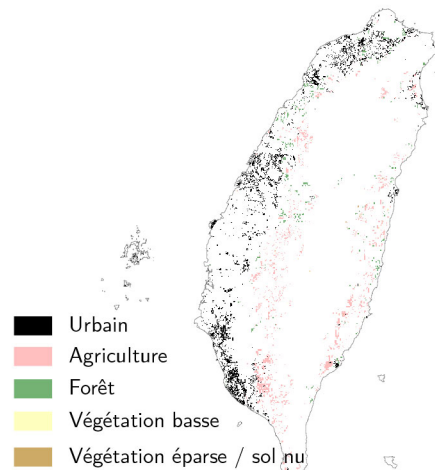 Urbain
Agriculture
Forêt
Végétation basse
Végétation éparse / sol nu